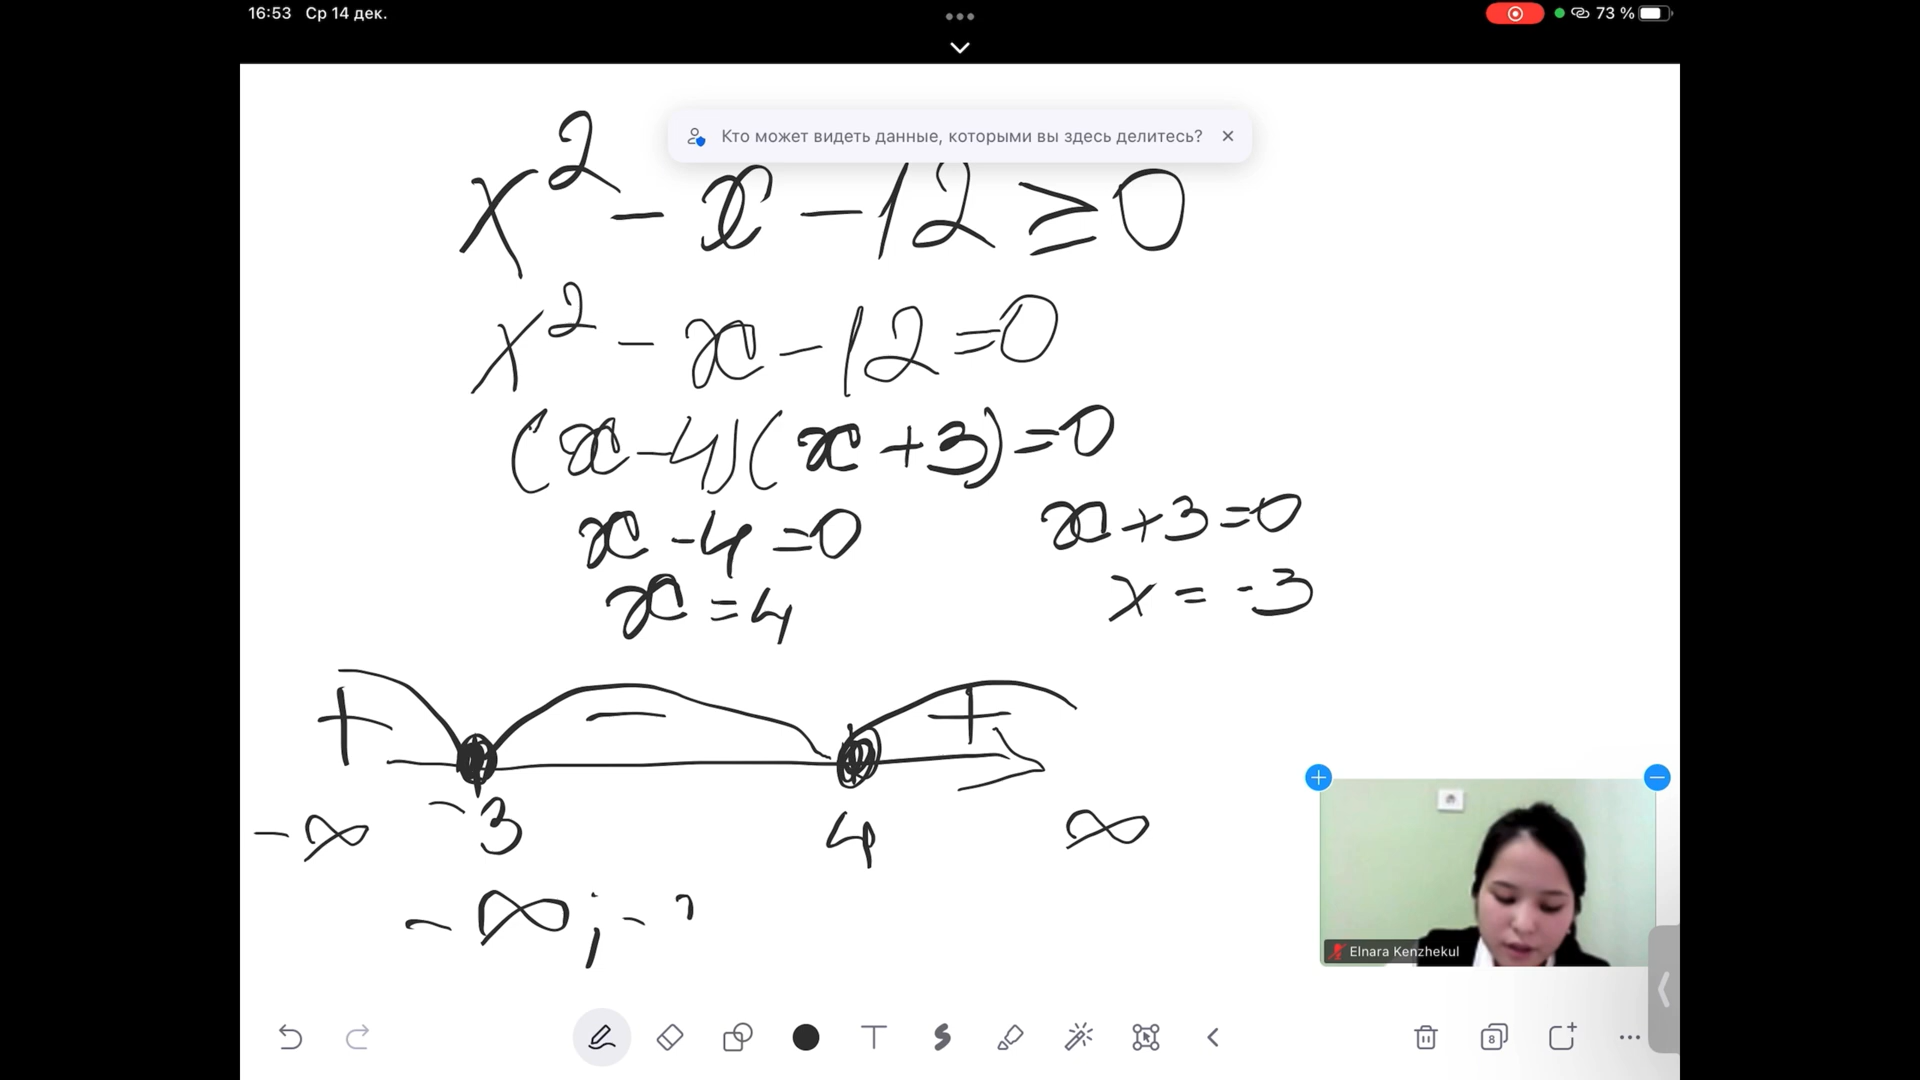 16:53 Ср 14 дек.
73 %
Кто может видеть данные, которыми вы здесь делитесь?
x² - x - 12 ≥ 0
x² - x - 12 = 0
(x - 4)(x + 3) = 0
x - 4 = 0 x + 3 = 0
x = 4 x = -3
+ − +
-∞ -3 4 ∞
-∞; -
Elnara Kenzhekul
8